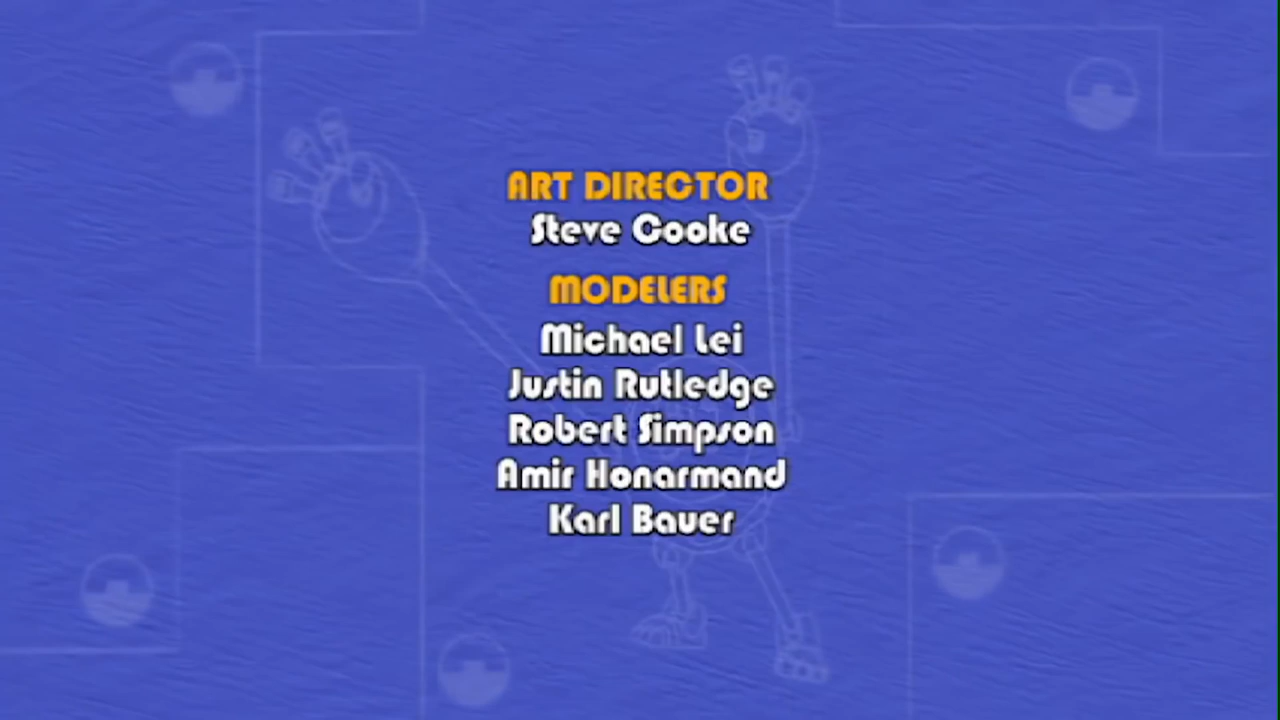 ART DIRECTOR
Steve Cooke
MODELERS
Michael Lei
Justin Rutledge
Robert Simpson
Amir Honarmand
Karl Bauer